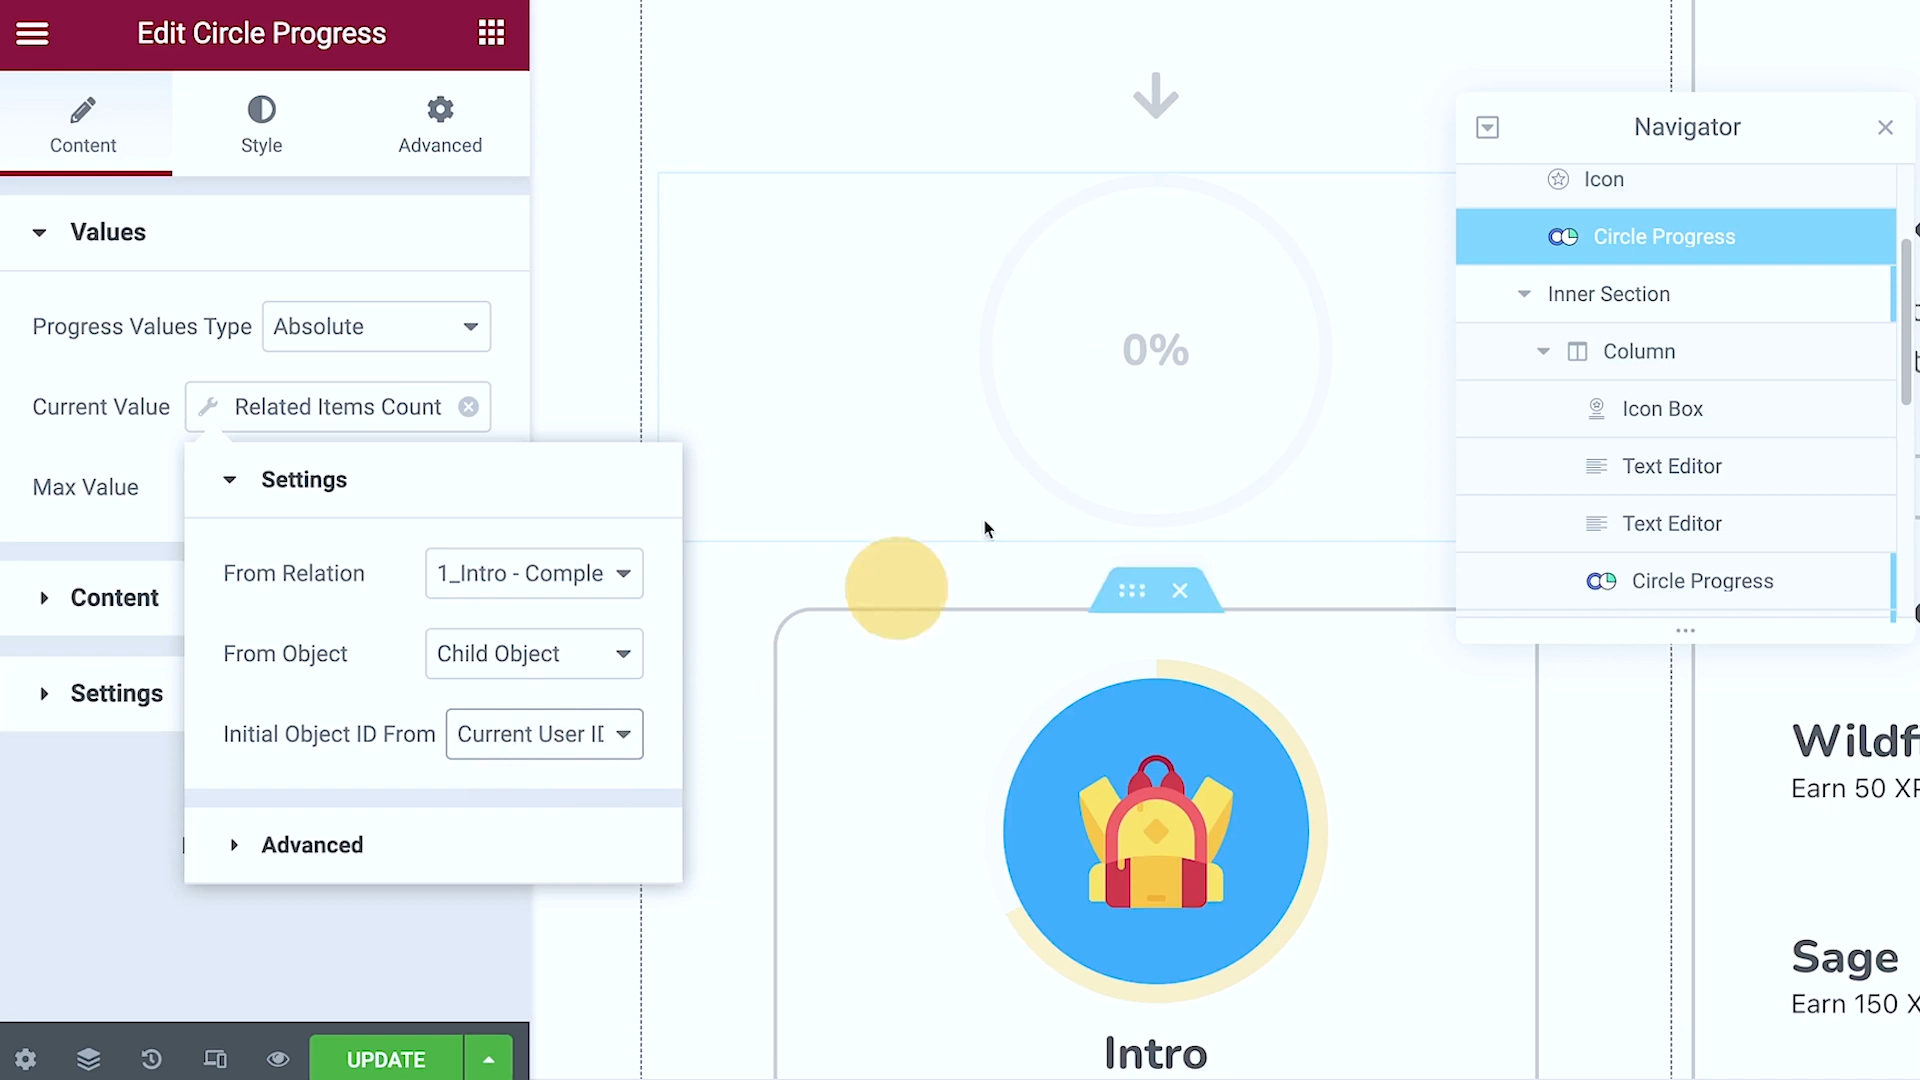 Edit Circle Progress
Content
Style
Advanced
Values
Progress Values Type
Absolute
Current Value
Related Items Count
Max Value
Settings
From Relation
1_Intro - Comple
From Object
Child Object
Initial Object ID From
Current User
Advanced
Content
Settings
UPDATE
0%
Intro
Navigator
Icon
Circle Progress
Inner Section
Column
Icon Box
Text Editor
Text Editor
Circle Progress
Wildf
Earn 50 XP
Sage
Earn 150 X